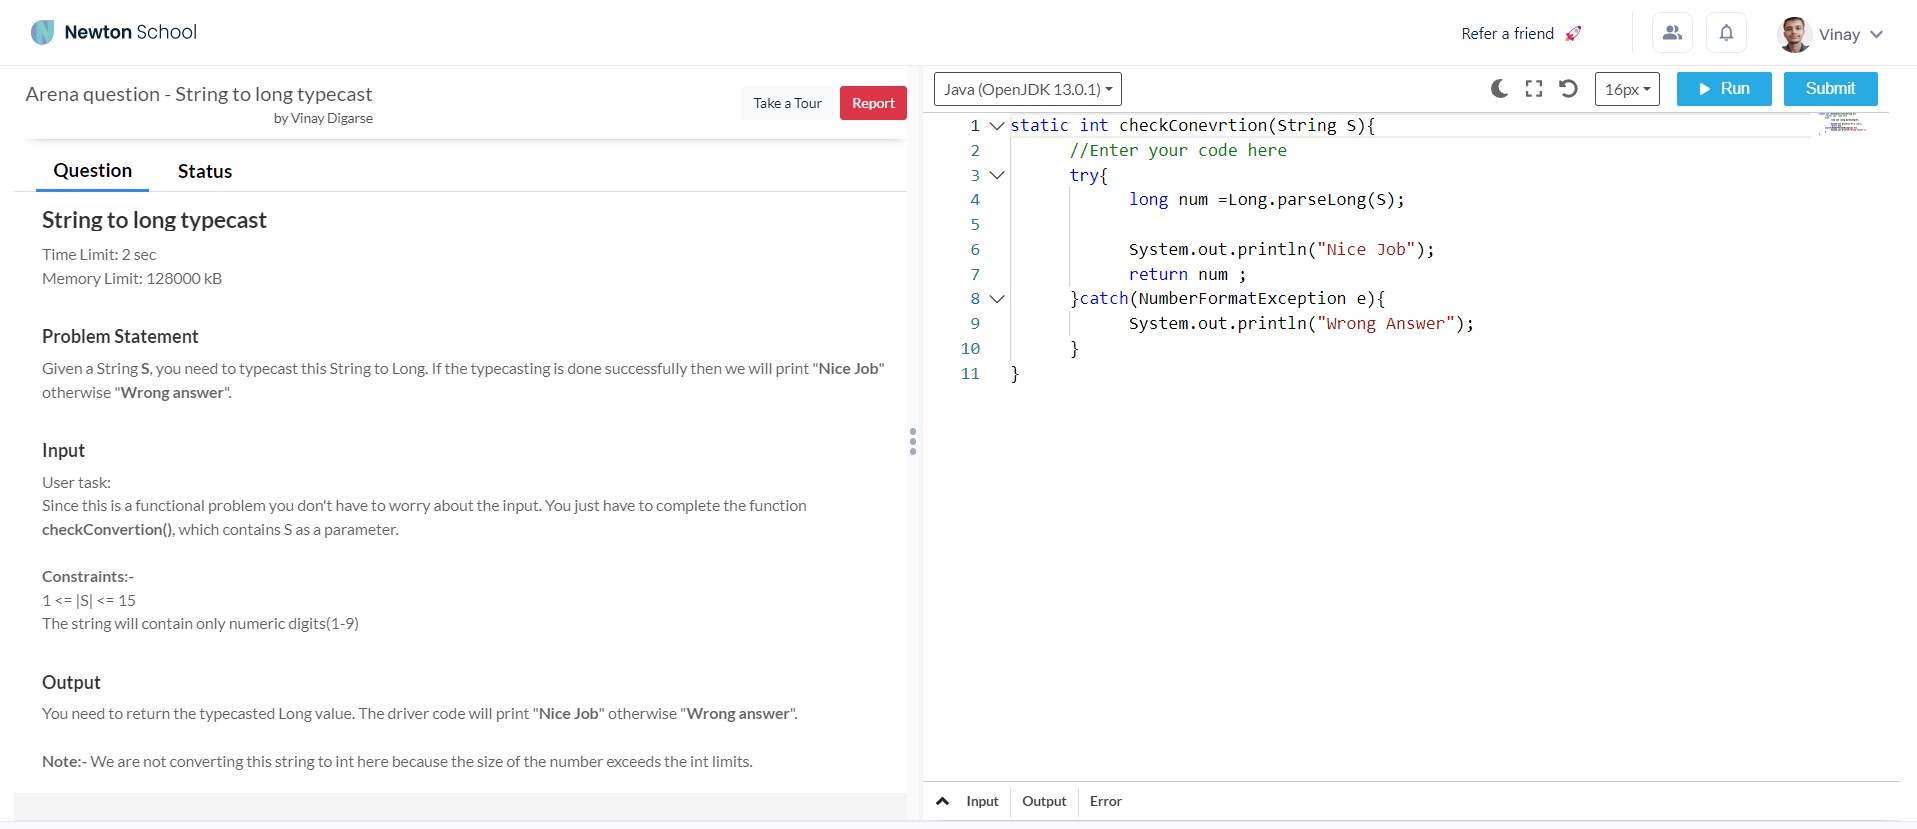 Newton School
Refer a friend
Vinay
Arena question - String to long typecast
by Vinay Digarse
Take a Tour
Report
Question
Status
String to long typecast
Time Limit: 2 sec
Memory Limit: 128000 kB
Problem Statement
Given a String S, you need to typecast this String to Long. If the typecasting is done successfully then we will print "Nice Job"
otherwise "Wrong answer".
Input
User task:
Since this is a functional problem you don't have to worry about the input. You just have to complete the function
checkConvertion(), which contains S as a parameter.
Constraints:-
1 <= |S| <= 15
The string will contain only numeric digits(1-9)
Output
You need to return the typecasted Long value. The driver code will print "Nice Job" otherwise "Wrong answer".
Note:- We are not converting this string to int here because the size of the number exceeds the int limits.
Java (OpenJDK 13.0.1)
16px
Run
Submit
1 static int checkConevrtion(String S){
2 //Enter your code here
3 try{
4 long num =Long.parseLong(S);
5
6 System.out.println("Nice Job");
7 return num ;
8 }catch(NumberFormatException e){
9 System.out.println("Wrong Answer");
10 }
11 }
Input
Output
Error